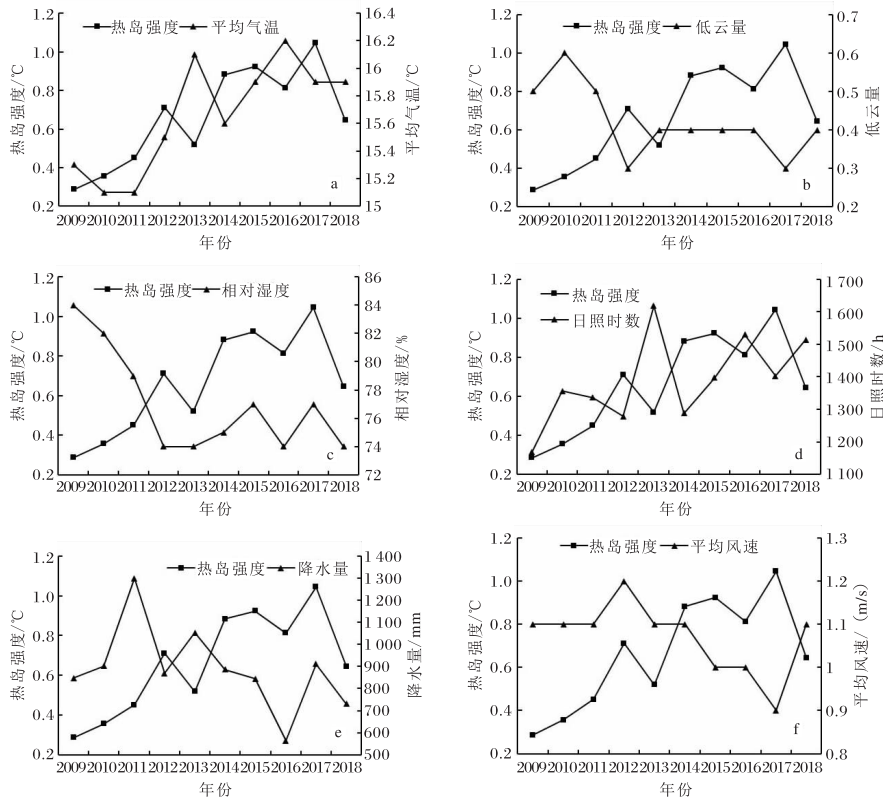 热岛强度 平均气温
热岛强度/℃
1.2
1.0
0.8
0.6
0.4
0.2
16.4
16.2
16
15.8
15.6
15.4
15.2
15
平均气温/℃
a
2009 2010 2011 2012 2013 2014 2015 2016 2017 2018
年份
热岛强度 低云量
热岛强度/℃
1.2
1.0
0.8
0.6
0.4
0.2
0.7
0.6
0.5
0.4
0.3
0.2
低云量
b
2009 2010 2011 2012 2013 2014 2015 2016 2017 2018
年份
热岛强度 相对湿度
热岛强度/℃
1.2
1.0
0.8
0.6
0.4
0.2
86
84
82
80
78
76
74
72
相对湿度/%
c
2009 2010 2011 2012 2013 2014 2015 2016 2017 2018
年份
热岛强度
日照时数
热岛强度/℃
1.2
1.0
0.8
0.6
0.4
0.2
1 700
1 600
1 500
1 400
1 300
1 200
1 100
日照时数/h
d
2009 2010 2011 2012 2013 2014 2015 2016 2017 2018
年份
热岛强度 降水量
热岛强度/℃
1.2
1.0
0.8
0.6
0.4
0.2
1 400
1 300
1 200
1 100
1 000
900
800
700
600
500
降水量/mm
e
2009 2010 2011 2012 2013 2014 2015 2016 2017 2018
年份
热岛强度 平均风速
热岛强度/℃
1.2
1.0
0.8
0.6
0.4
0.2
1.3
1.2
1.1
1
0.9
0.8
平均风速/(m/s)
f
2009 2010 2011 2012 2013 2014 2015 2016 2017 2018
年份